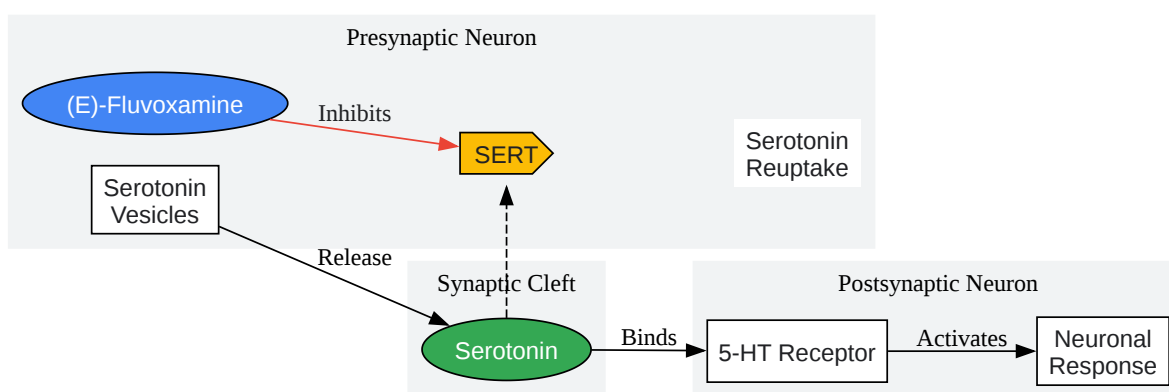 Presynaptic Neuron
(E)-Fluvoxamine
Inhibits
SERT
Serotonin
Reuptake
Serotonin
Vesicles
Release
Synaptic Cleft
Postsynaptic Neuron
Serotonin
Binds
5-HT Receptor
Activates
Neuronal
Response